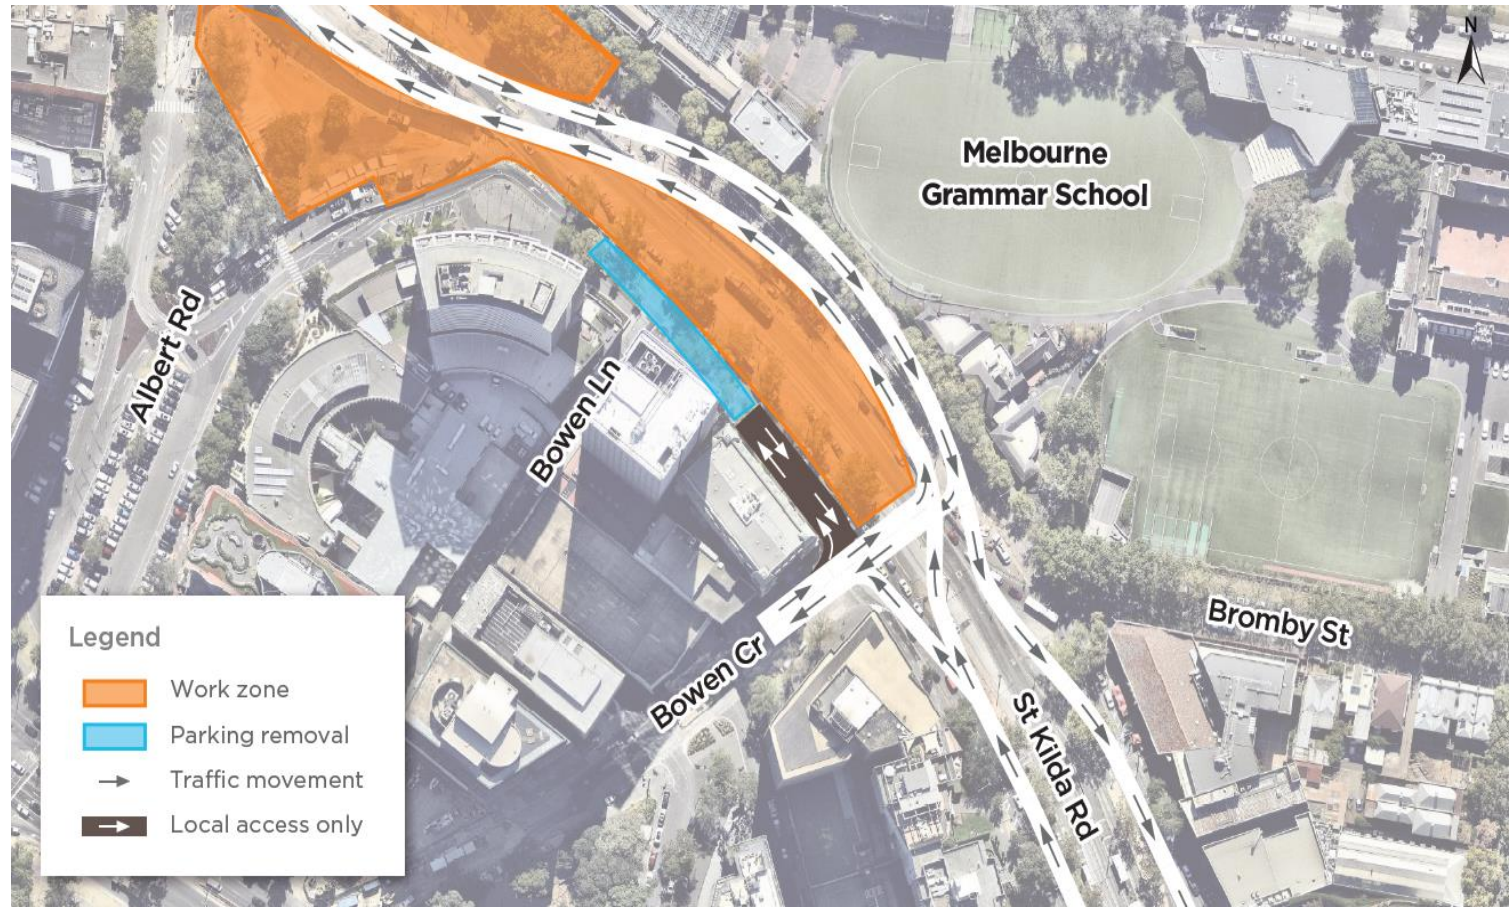 N
Melbourne
Grammar School
Albert Rd
Bowen Ln
Bromby St
Bowen Cr
St Kilda Rd
Legend
Work zone
Parking removal
Traffic movement
Local access only